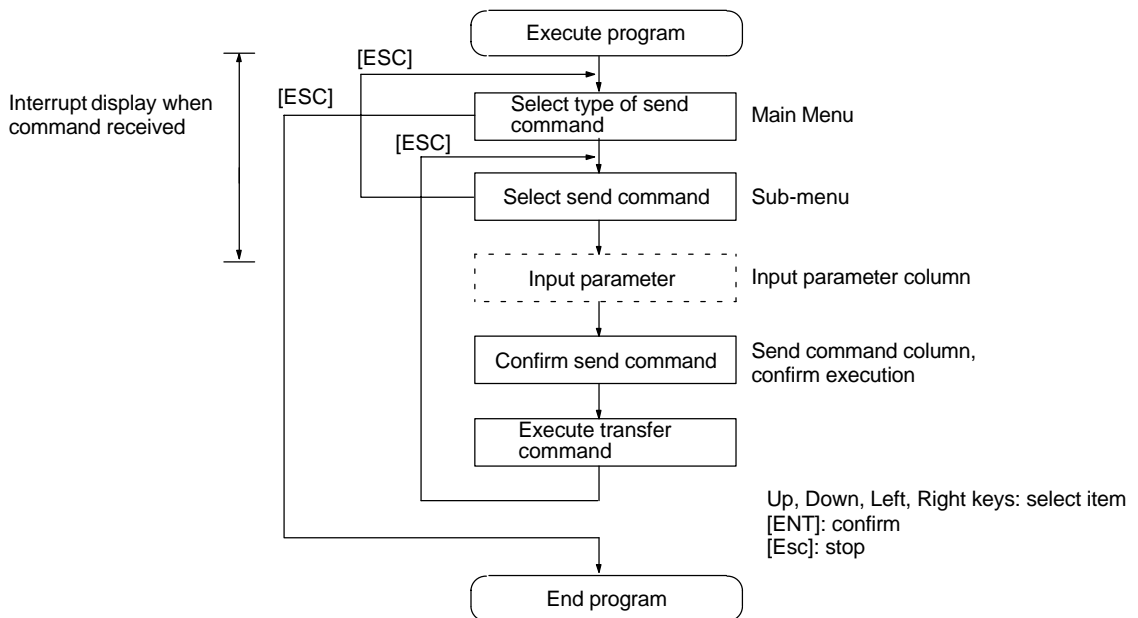 Execute program
[ESC]
Interrupt display when
command received
[ESC]
Select type of send
command
Main Menu
[ESC]
Select send command
Sub-menu
Input parameter
Input parameter column
Confirm send command
Send command column,
confirm execution
Execute transfer
command
Up, Down, Left, Right keys: select item
[ENT]: confirm
[Esc]: stop
End program